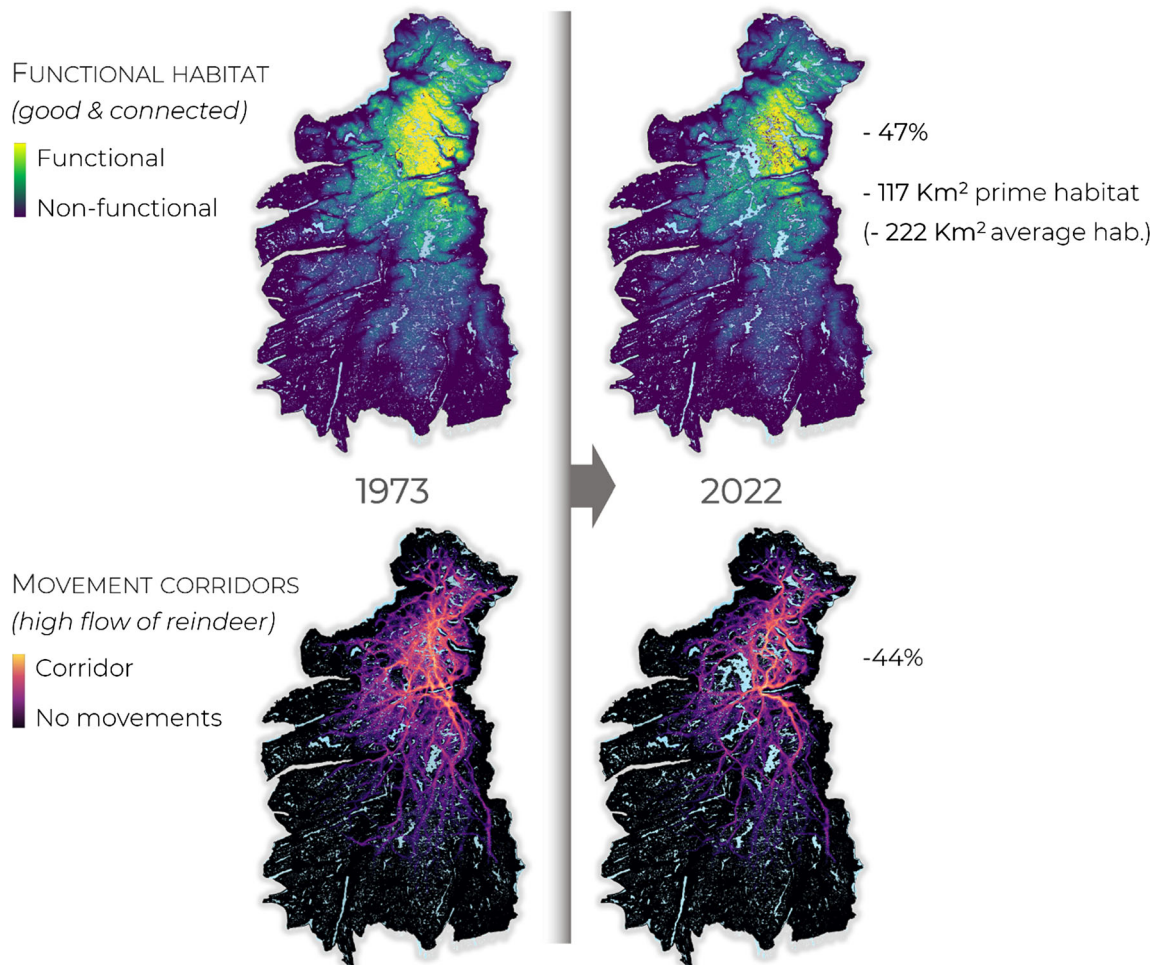 FUNCTIONAL HABITAT
(good & connected)
Functional
Non-functional
- 47%
- 117 Km² prime habitat
(- 222 Km² average hab.)
1973
2022
MOVEMENT CORRIDORS
(high flow of reindeer)
Corridor
No movements
-44%